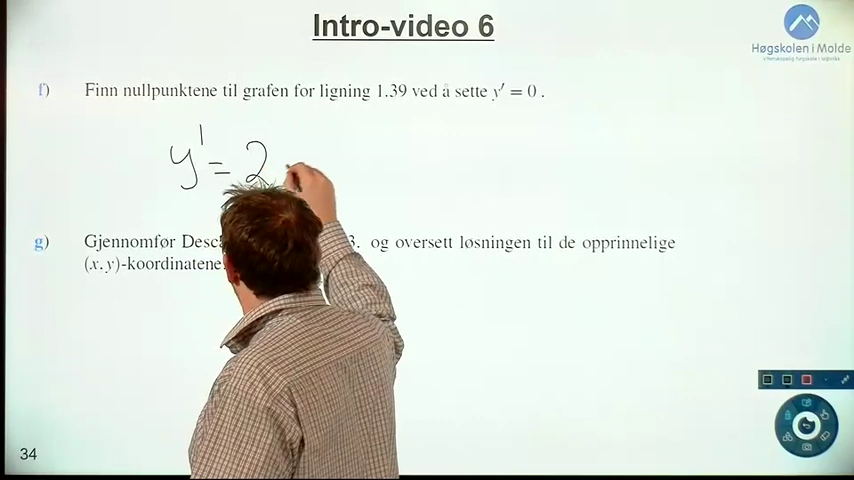 Intro-video 6
Høgskolen i Molde
f) Finn nullpunktene til grafen for ligning 1.39 ved å sette y′ = 0 .
y' = 2
g) Gjennomfør 3. og oversett løsningen til de opprinnelige
(x, y)-koordinatene
34